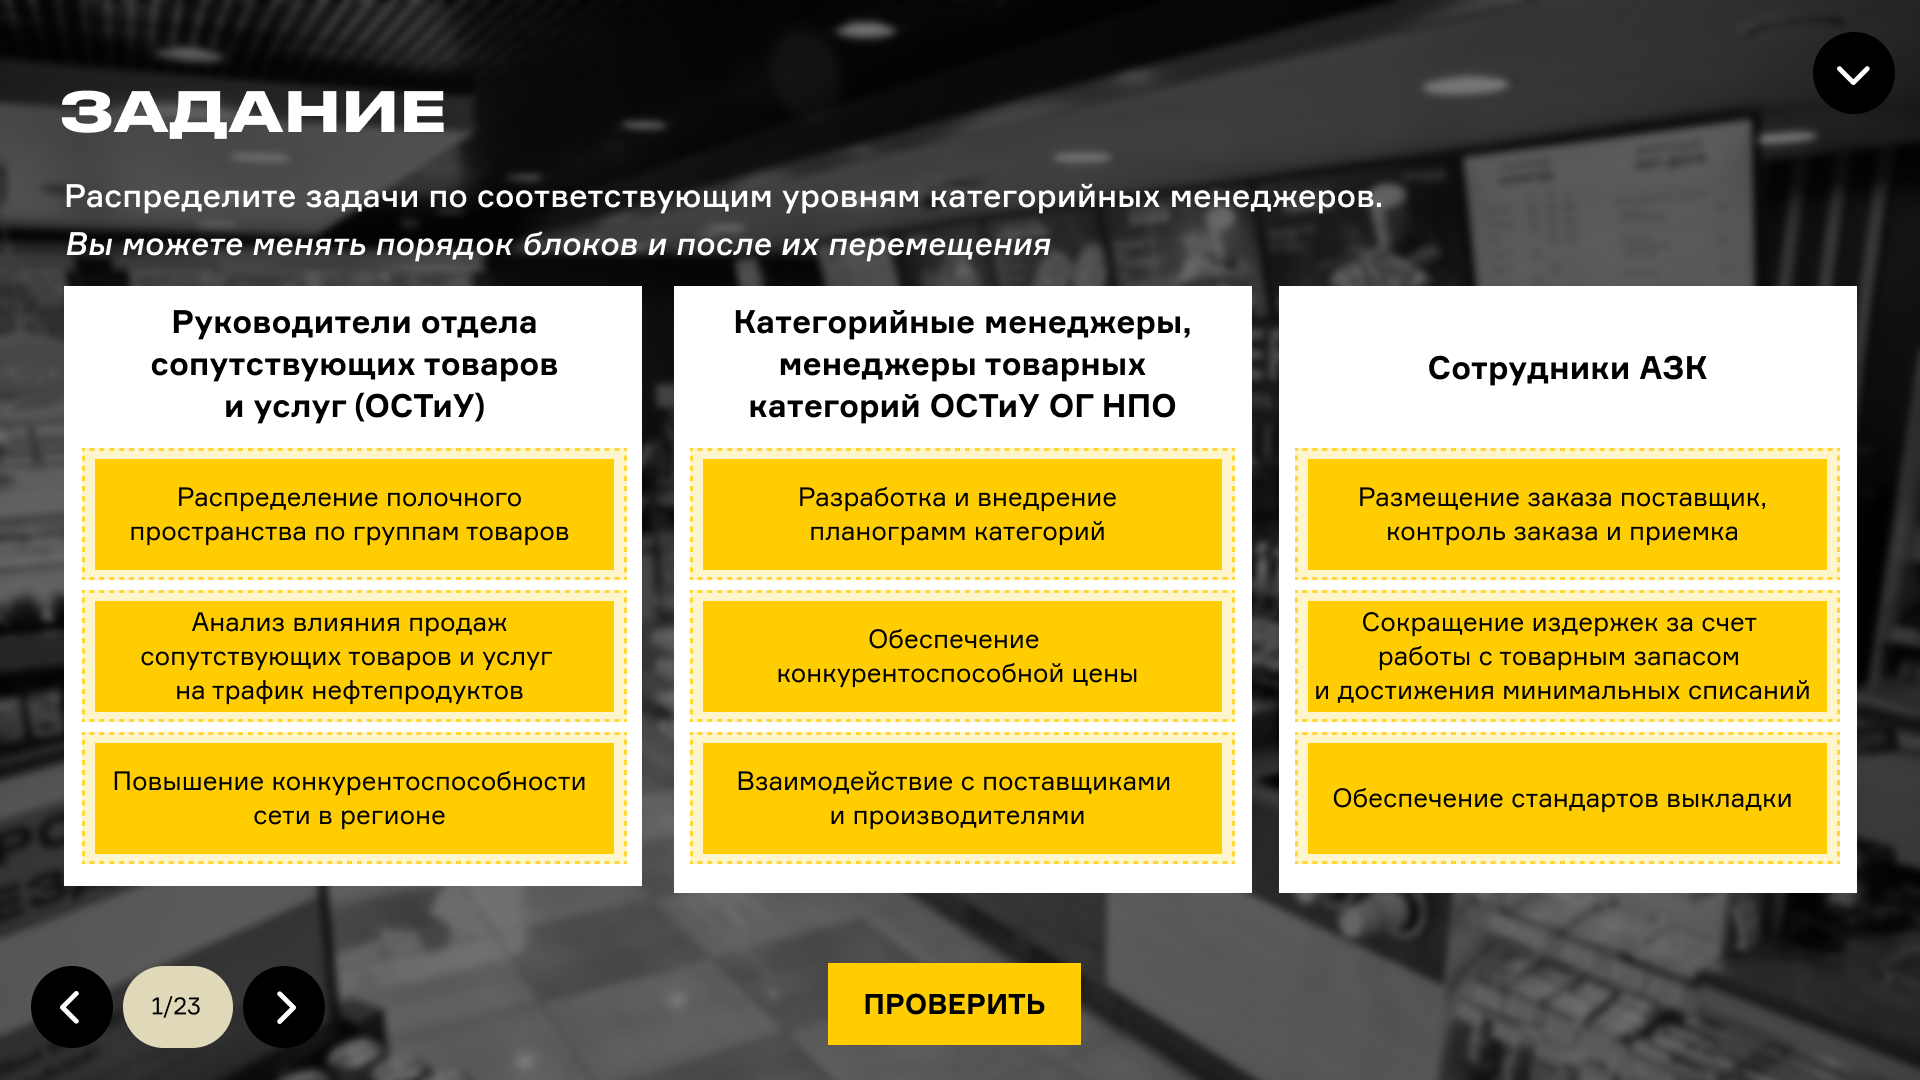 ЗАДАНИЕ
Распределите задачи по соответствующим уровням категорийных менеджеров.
Вы можете менять порядок блоков и после их перемещения
Руководители отдела
сопутствующих товаров
и услуг (ОСТиУ)
Распределение полочного
пространства по группам товаров
Анализ влияния продаж
сопутствующих товаров и услуг
на трафик нефтепродуктов
Повышение конкурентоспособности
сети в регионе
Категорийные менеджеры,
менеджеры товарных
категорий ОСТиУ ОГ НПО
Разработка и внедрение
планограмм категорий
Обеспечение
конкурентоспособной цены
Взаимодействие с поставщиками
и производителями
Сотрудники АЗК
Размещение заказа поставщик,
контроль заказа и приемка
Сокращение издержек за счет
работы с товарным запасом
и достижения минимальных списаний
Обеспечение стандартов выкладки
1/23
ПРОВЕРИТЬ